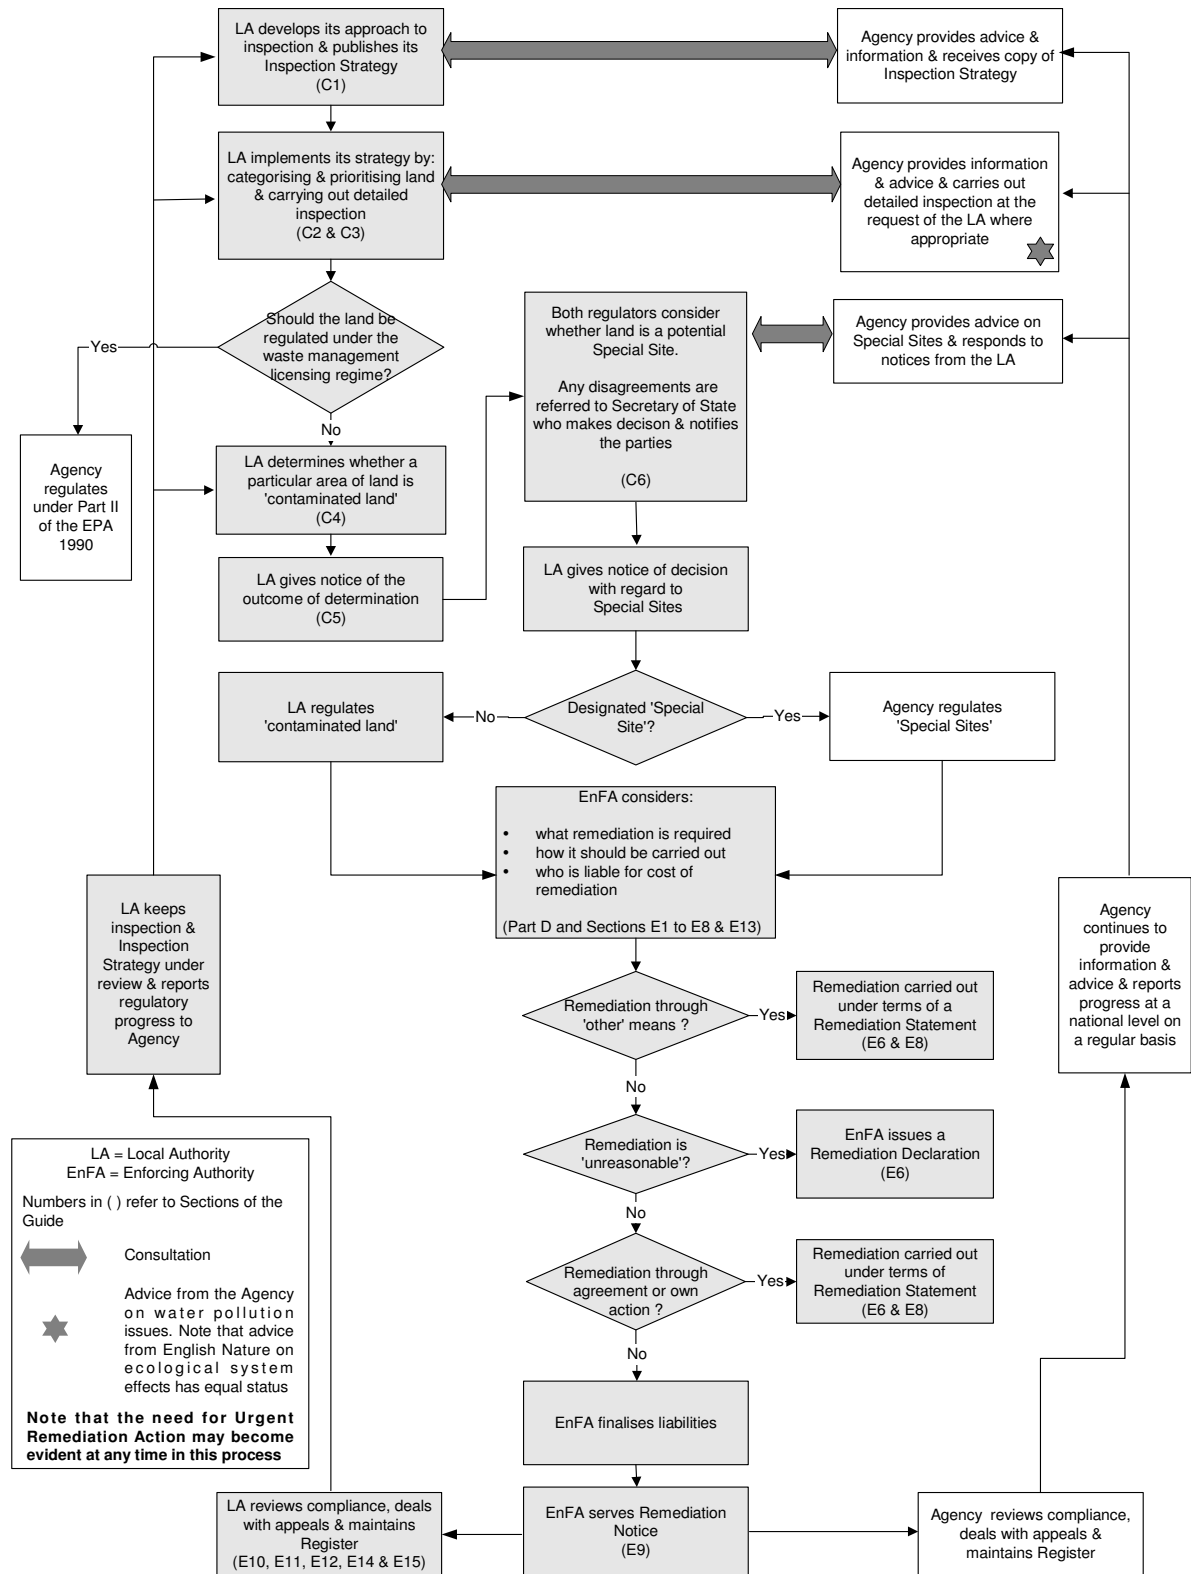 LA develops its approach to
inspection & publishes its
Inspection Strategy
(C1)
Agency provides advice &
information & receives copy of
Inspection Strategy
LA implements its strategy by:
categorising & prioritising land
& carrying out detailed
inspection
(C2 & C3)
Agency provides information
& advice & carries out
detailed inspection at the
request of the LA where
appropriate
Should the land be
regulated under the
waste management
licensing regime?
Yes
No
Both regulators consider
whether land is a potential
Special Site.
Any disagreements are
referred to Secretary of State
who makes decison & notifies
the parties
(C6)
Agency provides advice on
Special Sites & responds to
notices from the LA
Agency
regulates
under Part II
of the EPA
1990
LA determines whether a
particular area of land is
'contaminated land'
(C4)
LA gives notice of the
outcome of determination
(C5)
LA gives notice of decision
with regard to
Special Sites
LA regulates
'contaminated land'
No
Designated 'Special
Site'?
Yes
Agency regulates
'Special Sites'
EnFA considers:
• what remediation is required
• how it should be carried out
• who is liable for cost of
remediation
(Part D and Sections E1 to E8 & E13)
LA keeps
inspection &
Inspection
Strategy under
review & reports
regulatory
progress to
Agency
Agency
continues to
provide
information &
advice & reports
progress at a
national level on
a regular basis
Remediation through
'other' means ?
Yes
Remediation carried out
under terms of a
Remediation Statement
(E6 & E8)
No
Remediation is
'unreasonable'?
Yes
EnFA issues a
Remediation Declaration
(E6)
No
Remediation through
agreement or own
action ?
Yes
Remediation carried out
under terms of
Remediation Statement
(E6 & E8)
No
LA = Local Authority
EnFA = Enforcing Authority
Numbers in ( ) refer to Sections of the
Guide
Consultation
Advice from the Agency
on water pollution
issues. Note that advice
from English Nature on
ecological system
effects has equal status
Note that the need for Urgent
Remediation Action may become
evident at any time in this process
EnFA finalises liabilities
LA reviews compliance, deals
with appeals & maintains
Register
(E10, E11, E12, E14 & E15)
EnFA serves Remediation
Notice
(E9)
Agency reviews compliance,
deals with appeals &
maintains Register